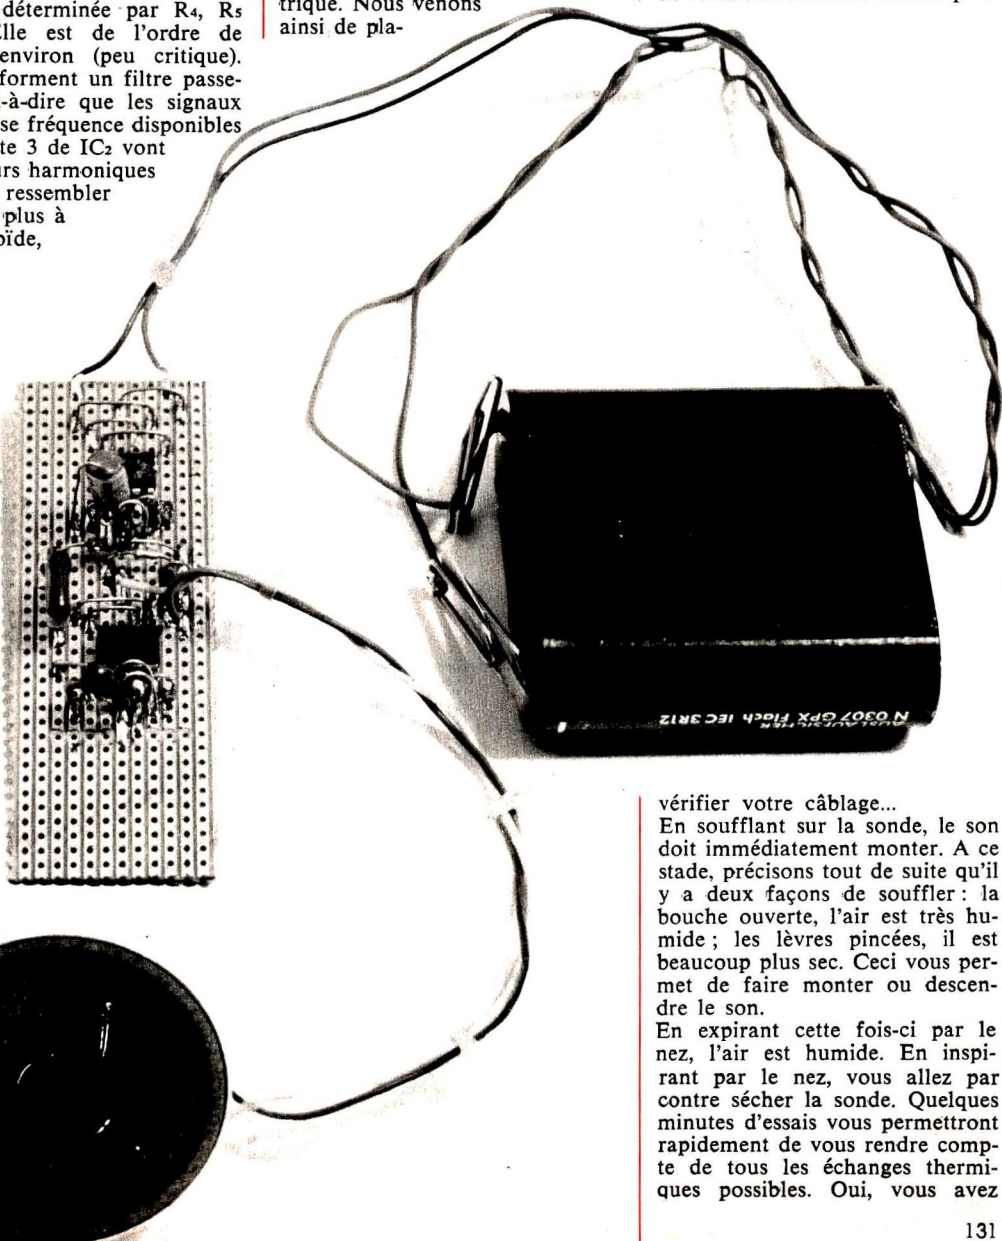 déterminée par R4, R5
Elle est de l'ordre de
environ (peu critique).
forment un filtre passe-
-à-dire que les signaux
se fréquence disponibles
te 3 de IC2 vont
urs harmoniques
ressembler
plus à
oïde,
trique. Nous venons
ainsi de pla-
AUSLAUFSICHER
N 0307 GPX Flach IEC 3R12
vérifier votre câblage...
En soufflant sur la sonde, le son
doit immédiatement monter. A ce
stade, précisons tout de suite qu'il
y a deux façons de souffler : la
bouche ouverte, l'air est très hu-
mide ; les lèvres pincées, il est
beaucoup plus sec. Ceci vous per-
met de faire monter ou descen-
dre le son.
En expirant cette fois-ci par le
nez, l'air est humide. En inspi-
rant par le nez, vous allez par
contre sécher la sonde. Quelques
minutes d'essais vous permettront
rapidement de vous rendre comp-
te de tous les échanges thermi-
ques possibles. Oui, vous avez
131